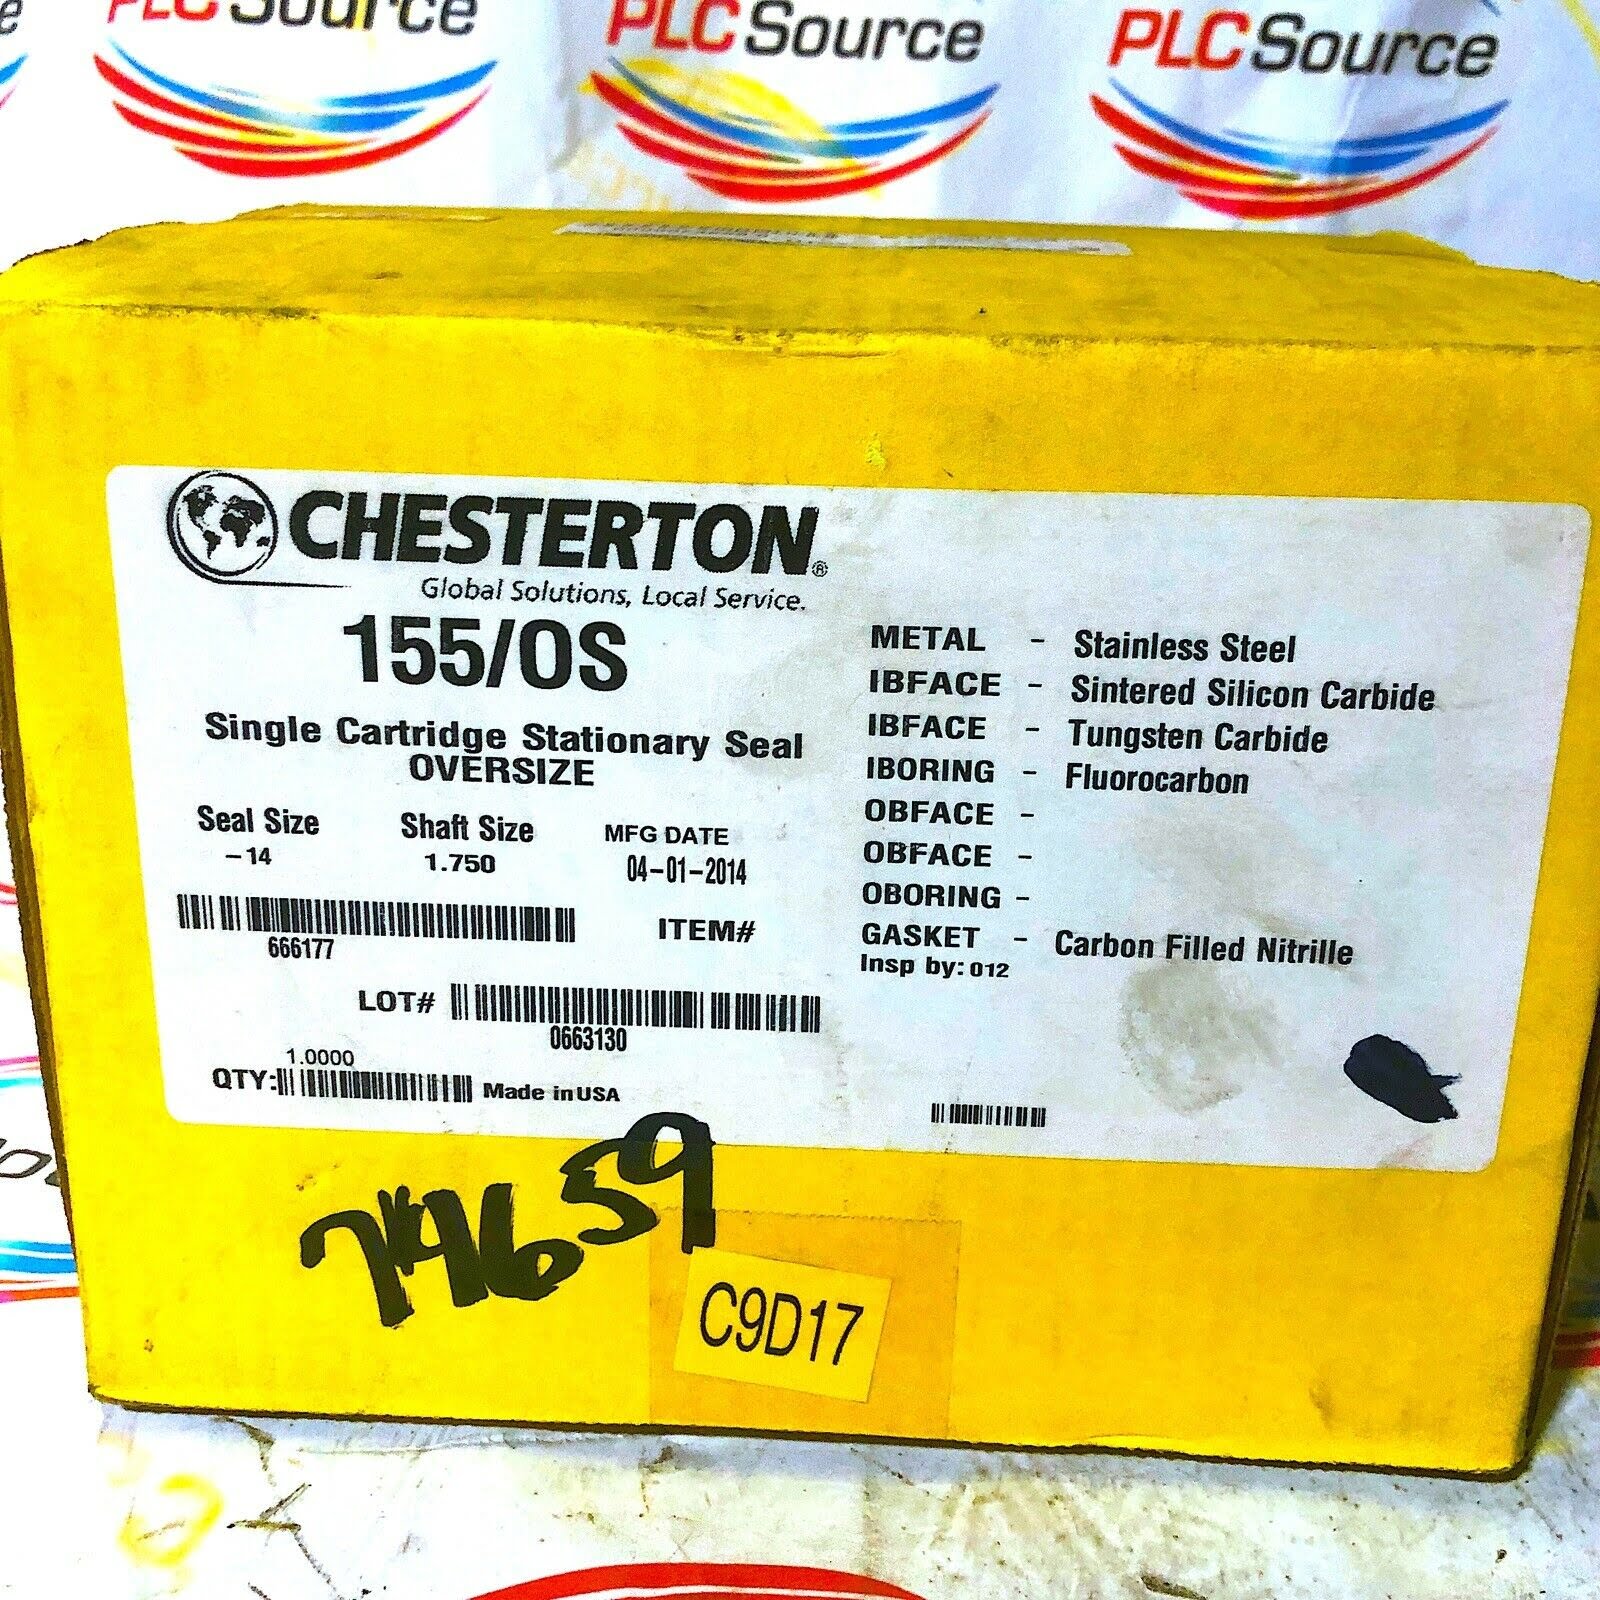 PLC Source
PLC Source
PLC Source
CHESTERTON®
Global Solutions, Local Service.
155/OS
Single Cartridge Stationary Seal
OVERSIZE
Seal Size Shaft Size MFG DATE
-14 1.750 04-01-2014
666177
ITEM#
LOT#
0663130
1.0000
QTY: Made in USA
METAL - Stainless Steel
IBFACE - Sintered Silicon Carbide
IBFACE - Tungsten Carbide
IBORING - Fluorocarbon
OBFACE -
OBFACE -
OBORING -
GASKET - Carbon Filled Nitrille
Insp by: 012
C9D17